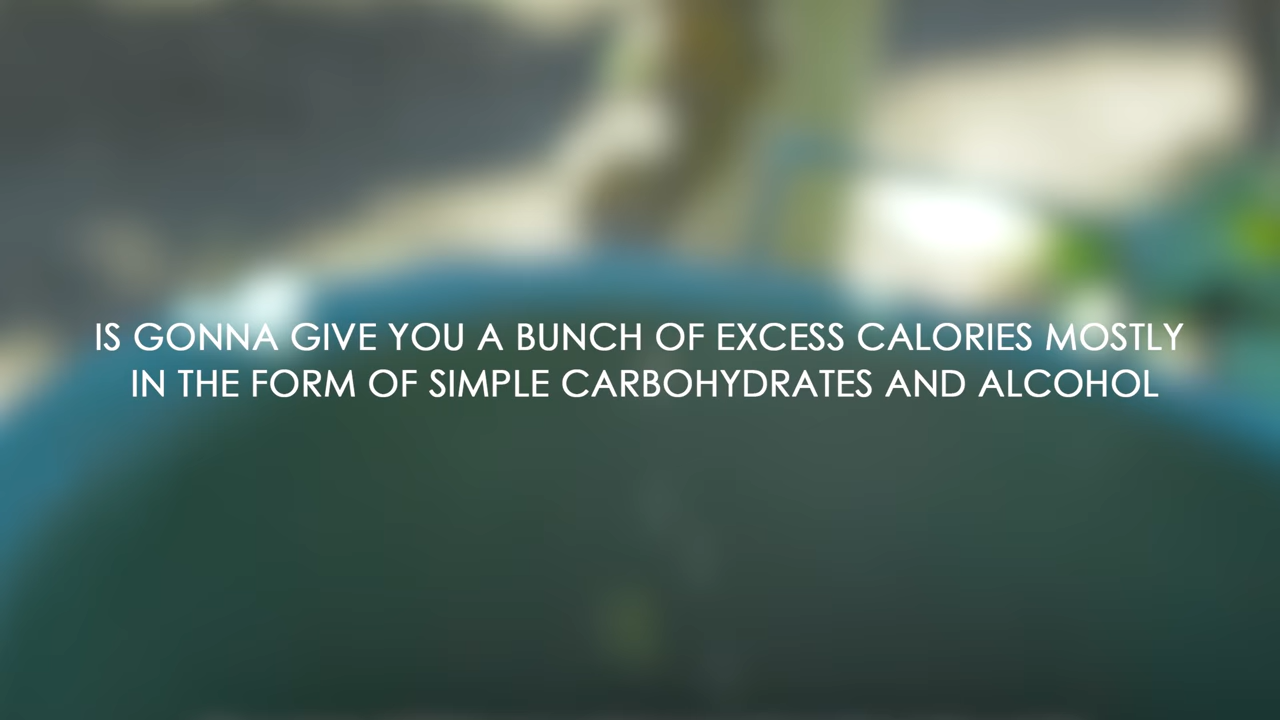 IS GONNA GIVE YOU A BUNCH OF EXCESS CALORIES MOSTLY
IN THE FORM OF SIMPLE CARBOHYDRATES AND ALCOHOL